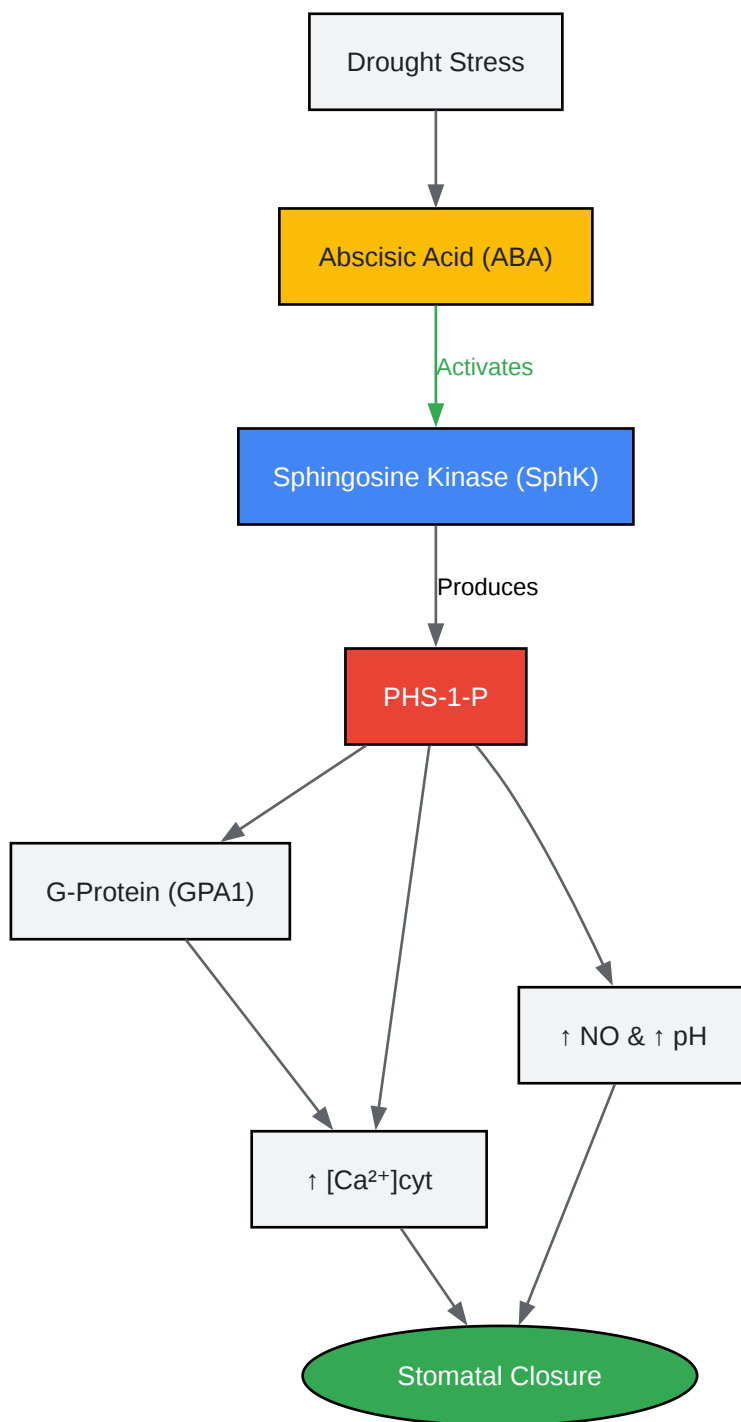 Drought Stress
Abscisic Acid (ABA)
Activates
Sphingosine Kinase (SphK)
Produces
PHS-1-P
G-Protein (GPA1)
↑ NO & ↑ pH
↑ [Ca²⁺]cyt
Stomatal Closure